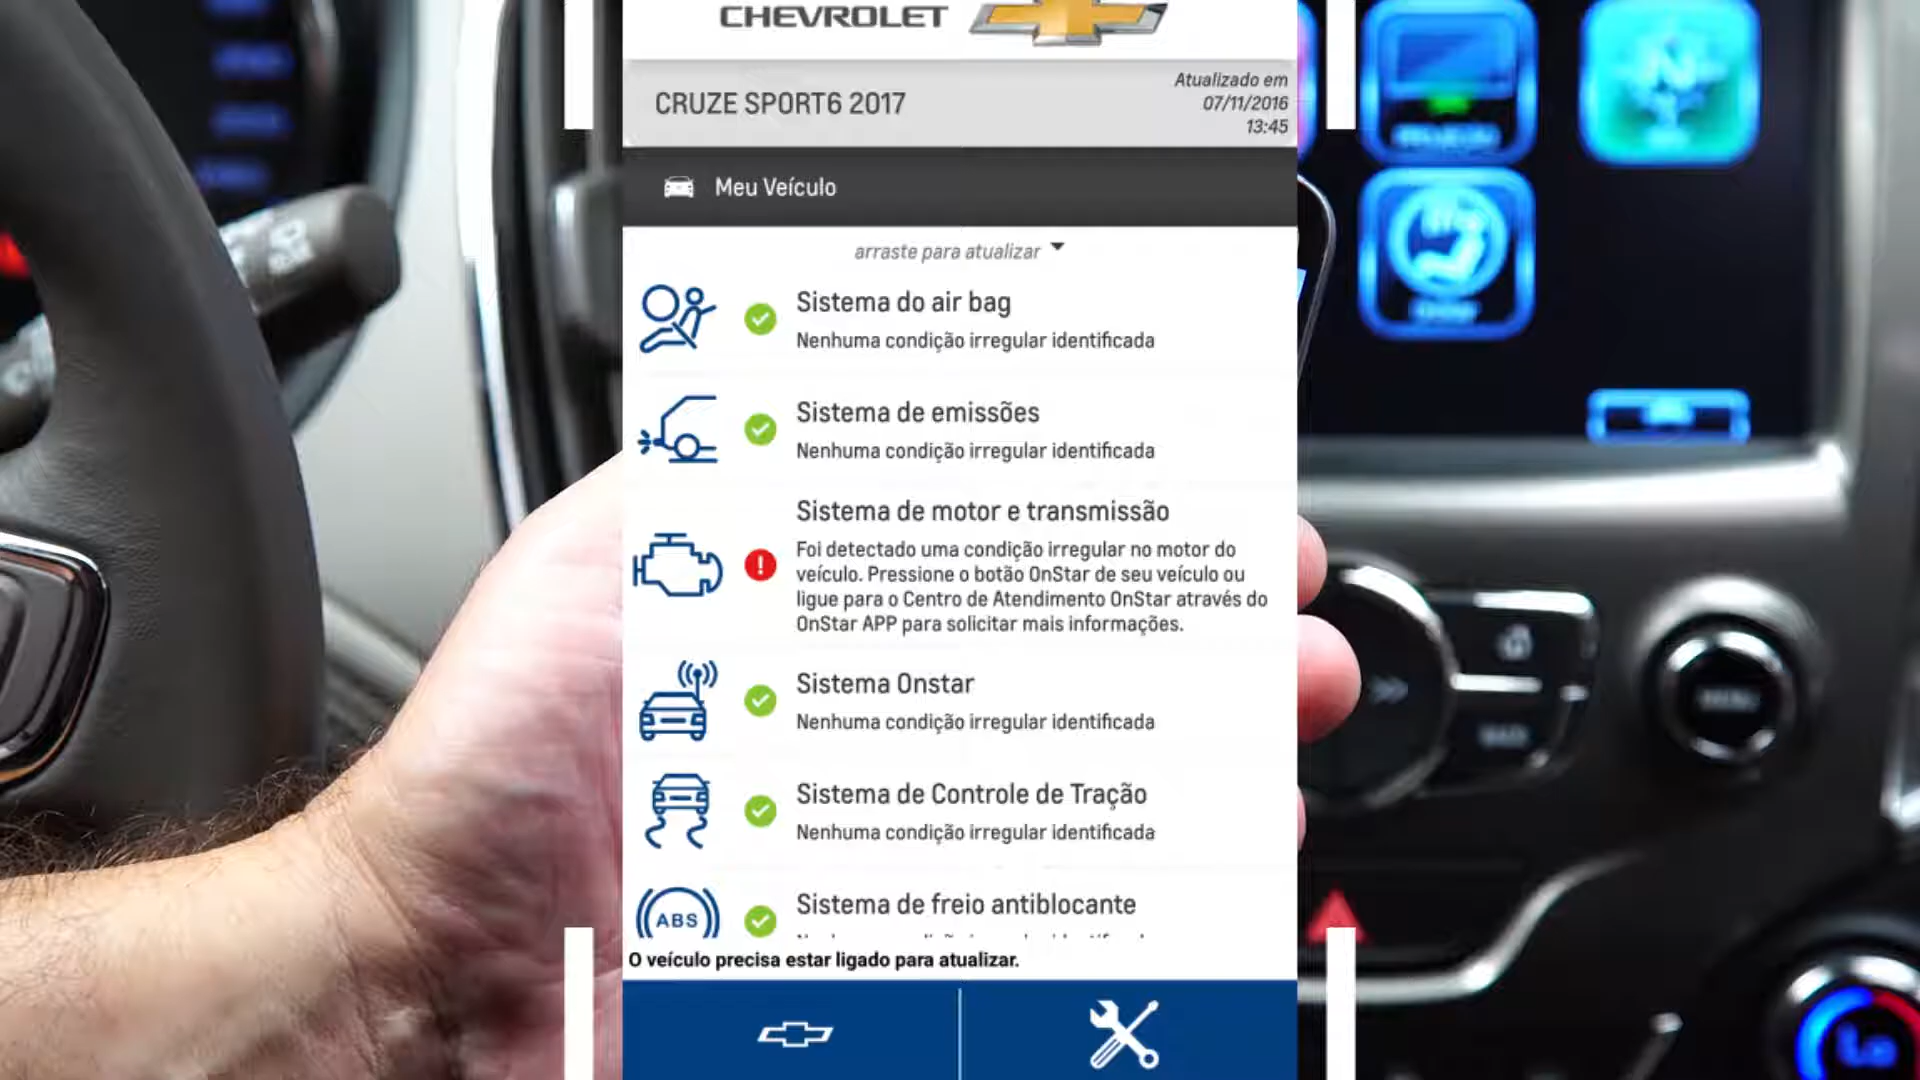 CHEVROLET
CRUZE SPORT6 2017
Atualizado em
07/11/2016
13:45
Meu Veículo
arraste para atualizar
Sistema do air bag
Nenhuma condição irregular identificada
Sistema de emissões
Nenhuma condição irregular identificada
Sistema de motor e transmissão
Foi detectado uma condição irregular no motor do
veículo. Pressione o botão OnStar de seu veículo ou
ligue para o Centro de Atendimento OnStar através do
OnStar APP para solicitar mais informações.
Sistema Onstar
Nenhuma condição irregular identificada
Sistema de Controle de Tração
Nenhuma condição irregular identificada
ABS
Sistema de freio antiblocante
O veículo precisa estar ligado para atualizar.
MENU
Lo